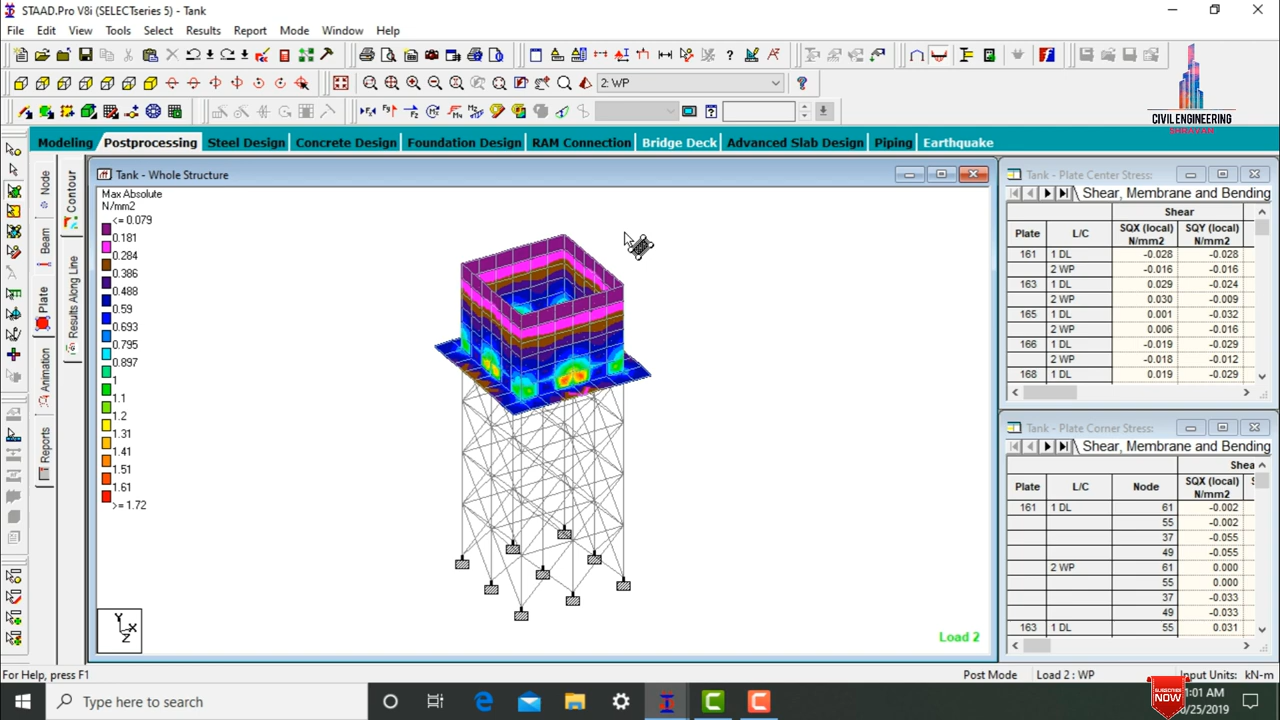 STAAD.Pro V8i (SELECTseries 5) - Tank
File Edit View Tools Select Results Report Mode Window Help
2: WP
CIVIL ENGINEERING
Modeling Postprocessing Steel Design Concrete Design Foundation Design RAM Connection Bridge Deck Advanced Slab Design Piping Earthquake
Node
Beam
Plate
Animation
Reports
Contour
Results Along Line
Tank - Whole Structure
Max Absolute
N/mm2
<= 0.079
0.181
0.284
0.386
0.488
0.59
0.693
0.795
0.897
1
1.1
1.2
1.31
1.41
1.51
1.61
>= 1.72
Y
X
Z
Load 2
Tank - Plate Center Stress:
Shear, Membrane and Bending
Shear
Plate L/C SQX (local) N/mm2 SQY (local) N/mm2
161 1 DL -0.028 -0.028
2 WP -0.016 -0.016
163 1 DL 0.029 -0.024
2 WP 0.030 -0.009
165 1 DL 0.001 -0.032
2 WP 0.006 -0.016
166 1 DL -0.019 -0.029
2 WP -0.018 -0.012
168 1 DL 0.019 -0.029
Tank - Plate Corner Stress:
Shear, Membrane and Bending
Shea
Plate L/C Node SQX (local) N/mm2
161 1 DL 61 -0.002
55 -0.002
37 -0.055
49 -0.055
2 WP 61 0.000
55 0.000
37 -0.033
49 -0.033
163 1 DL 55 0.031
For Help, press F1
Post Mode Load 2 : WP Input Units: kN-m
Type here to search
SUBSCRIBE
NOW
:01 AM
/25/2019